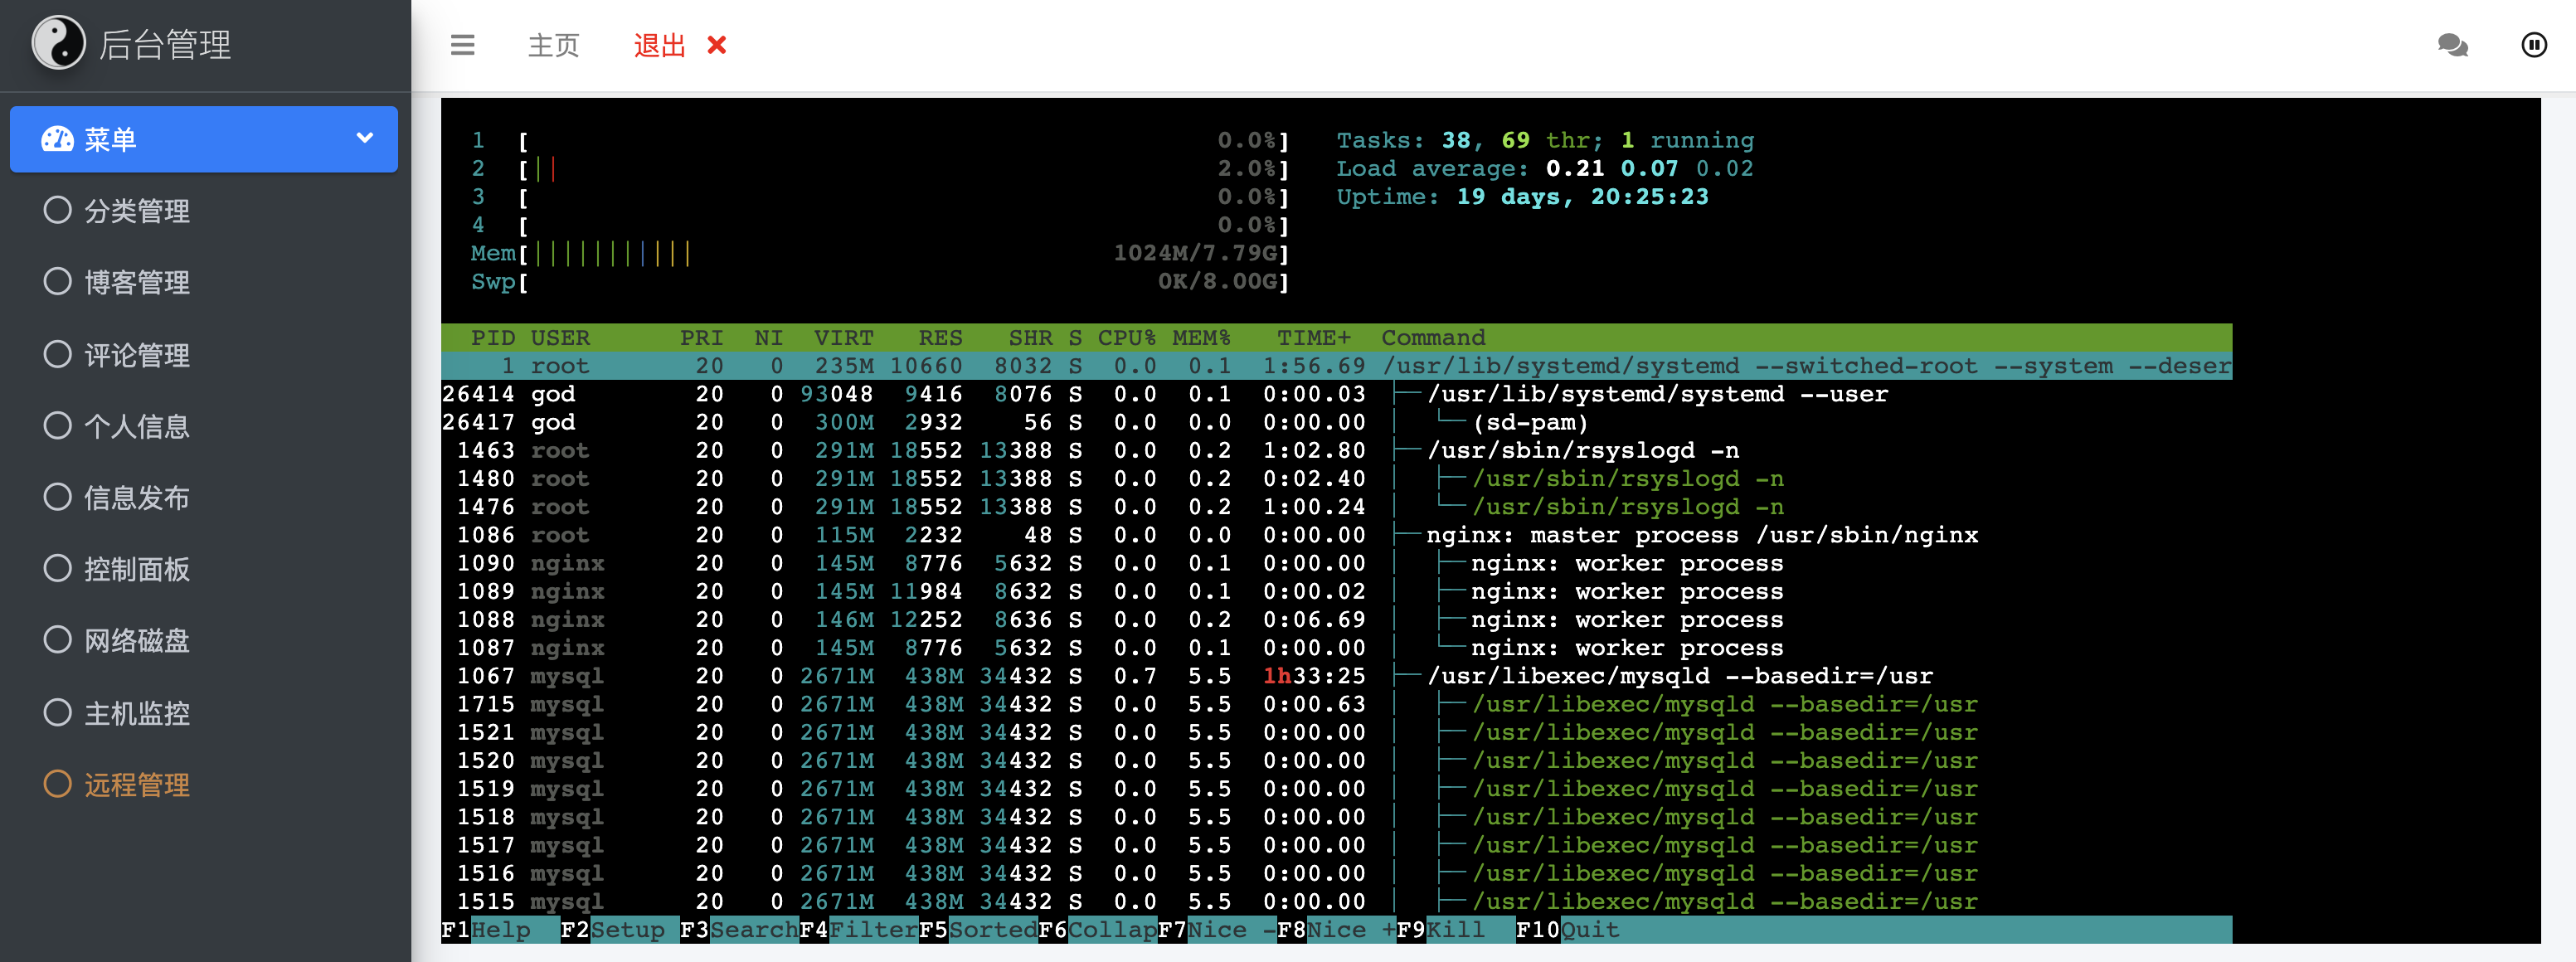 后台管理
主页 退出
菜单
分类管理
博客管理
评论管理
个人信息
信息发布
控制面板
网络磁盘
主机监控
远程管理
1 [ 0.0%] Tasks: 38, 69 thr; 1 running
2 [|| 2.0%] Load average: 0.21 0.07 0.02
3 [ 0.0%] Uptime: 19 days, 20:25:23
4 [ 0.0%]
Mem[||||||||||| 1024M/7.79G]
Swp[ 0K/8.00G]
PID USER PRI NI VIRT RES SHR S CPU% MEM% TIME+ Command
1 root 20 0 235M 10660 8032 S 0.0 0.1 1:56.69 /usr/lib/systemd/systemd --switched-root --system --deser
26414 god 20 0 93048 9416 8076 S 0.0 0.1 0:00.03 ├─ /usr/lib/systemd/systemd --user
26417 god 20 0 300M 2932 56 S 0.0 0.0 0:00.00 │  └─ (sd-pam)
1463 root 20 0 291M 18552 13388 S 0.0 0.2 1:02.80 ├─ /usr/sbin/rsyslogd -n
1480 root 20 0 291M 18552 13388 S 0.0 0.2 0:02.40 │  ├─ /usr/sbin/rsyslogd -n
1476 root 20 0 291M 18552 13388 S 0.0 0.2 1:00.24 │  └─ /usr/sbin/rsyslogd -n
1086 root 20 0 115M 2232 48 S 0.0 0.0 0:00.00 ├─ nginx: master process /usr/sbin/nginx
1090 nginx 20 0 145M 8776 5632 S 0.0 0.1 0:00.00 │  ├─ nginx: worker process
1089 nginx 20 0 145M 11984 8632 S 0.0 0.1 0:00.02 │  ├─ nginx: worker process
1088 nginx 20 0 146M 12252 8636 S 0.0 0.2 0:06.69 │  ├─ nginx: worker process
1087 nginx 20 0 145M 8776 5632 S 0.0 0.1 0:00.00 │  └─ nginx: worker process
1067 mysql 20 0 2671M 438M 34432 S 0.7 5.5 1h33:25 ├─ /usr/libexec/mysqld --basedir=/usr
1715 mysql 20 0 2671M 438M 34432 S 0.0 5.5 0:00.63 │  ├─ /usr/libexec/mysqld --basedir=/usr
1521 mysql 20 0 2671M 438M 34432 S 0.0 5.5 0:00.00 │  ├─ /usr/libexec/mysqld --basedir=/usr
1520 mysql 20 0 2671M 438M 34432 S 0.0 5.5 0:00.00 │  ├─ /usr/libexec/mysqld --basedir=/usr
1519 mysql 20 0 2671M 438M 34432 S 0.0 5.5 0:00.00 │  ├─ /usr/libexec/mysqld --basedir=/usr
1518 mysql 20 0 2671M 438M 34432 S 0.0 5.5 0:00.00 │  ├─ /usr/libexec/mysqld --basedir=/usr
1517 mysql 20 0 2671M 438M 34432 S 0.0 5.5 0:00.00 │  ├─ /usr/libexec/mysqld --basedir=/usr
1516 mysql 20 0 2671M 438M 34432 S 0.0 5.5 0:00.00 │  ├─ /usr/libexec/mysqld --basedir=/usr
1515 mysql 20 0 2671M 438M 34432 S 0.0 5.5 0:00.00 │  ├─ /usr/libexec/mysqld --basedir=/usr
F1Help F2Setup F3SearchF4FilterF5SortedF6CollapF7Nice -F8Nice +F9Kill F10Quit